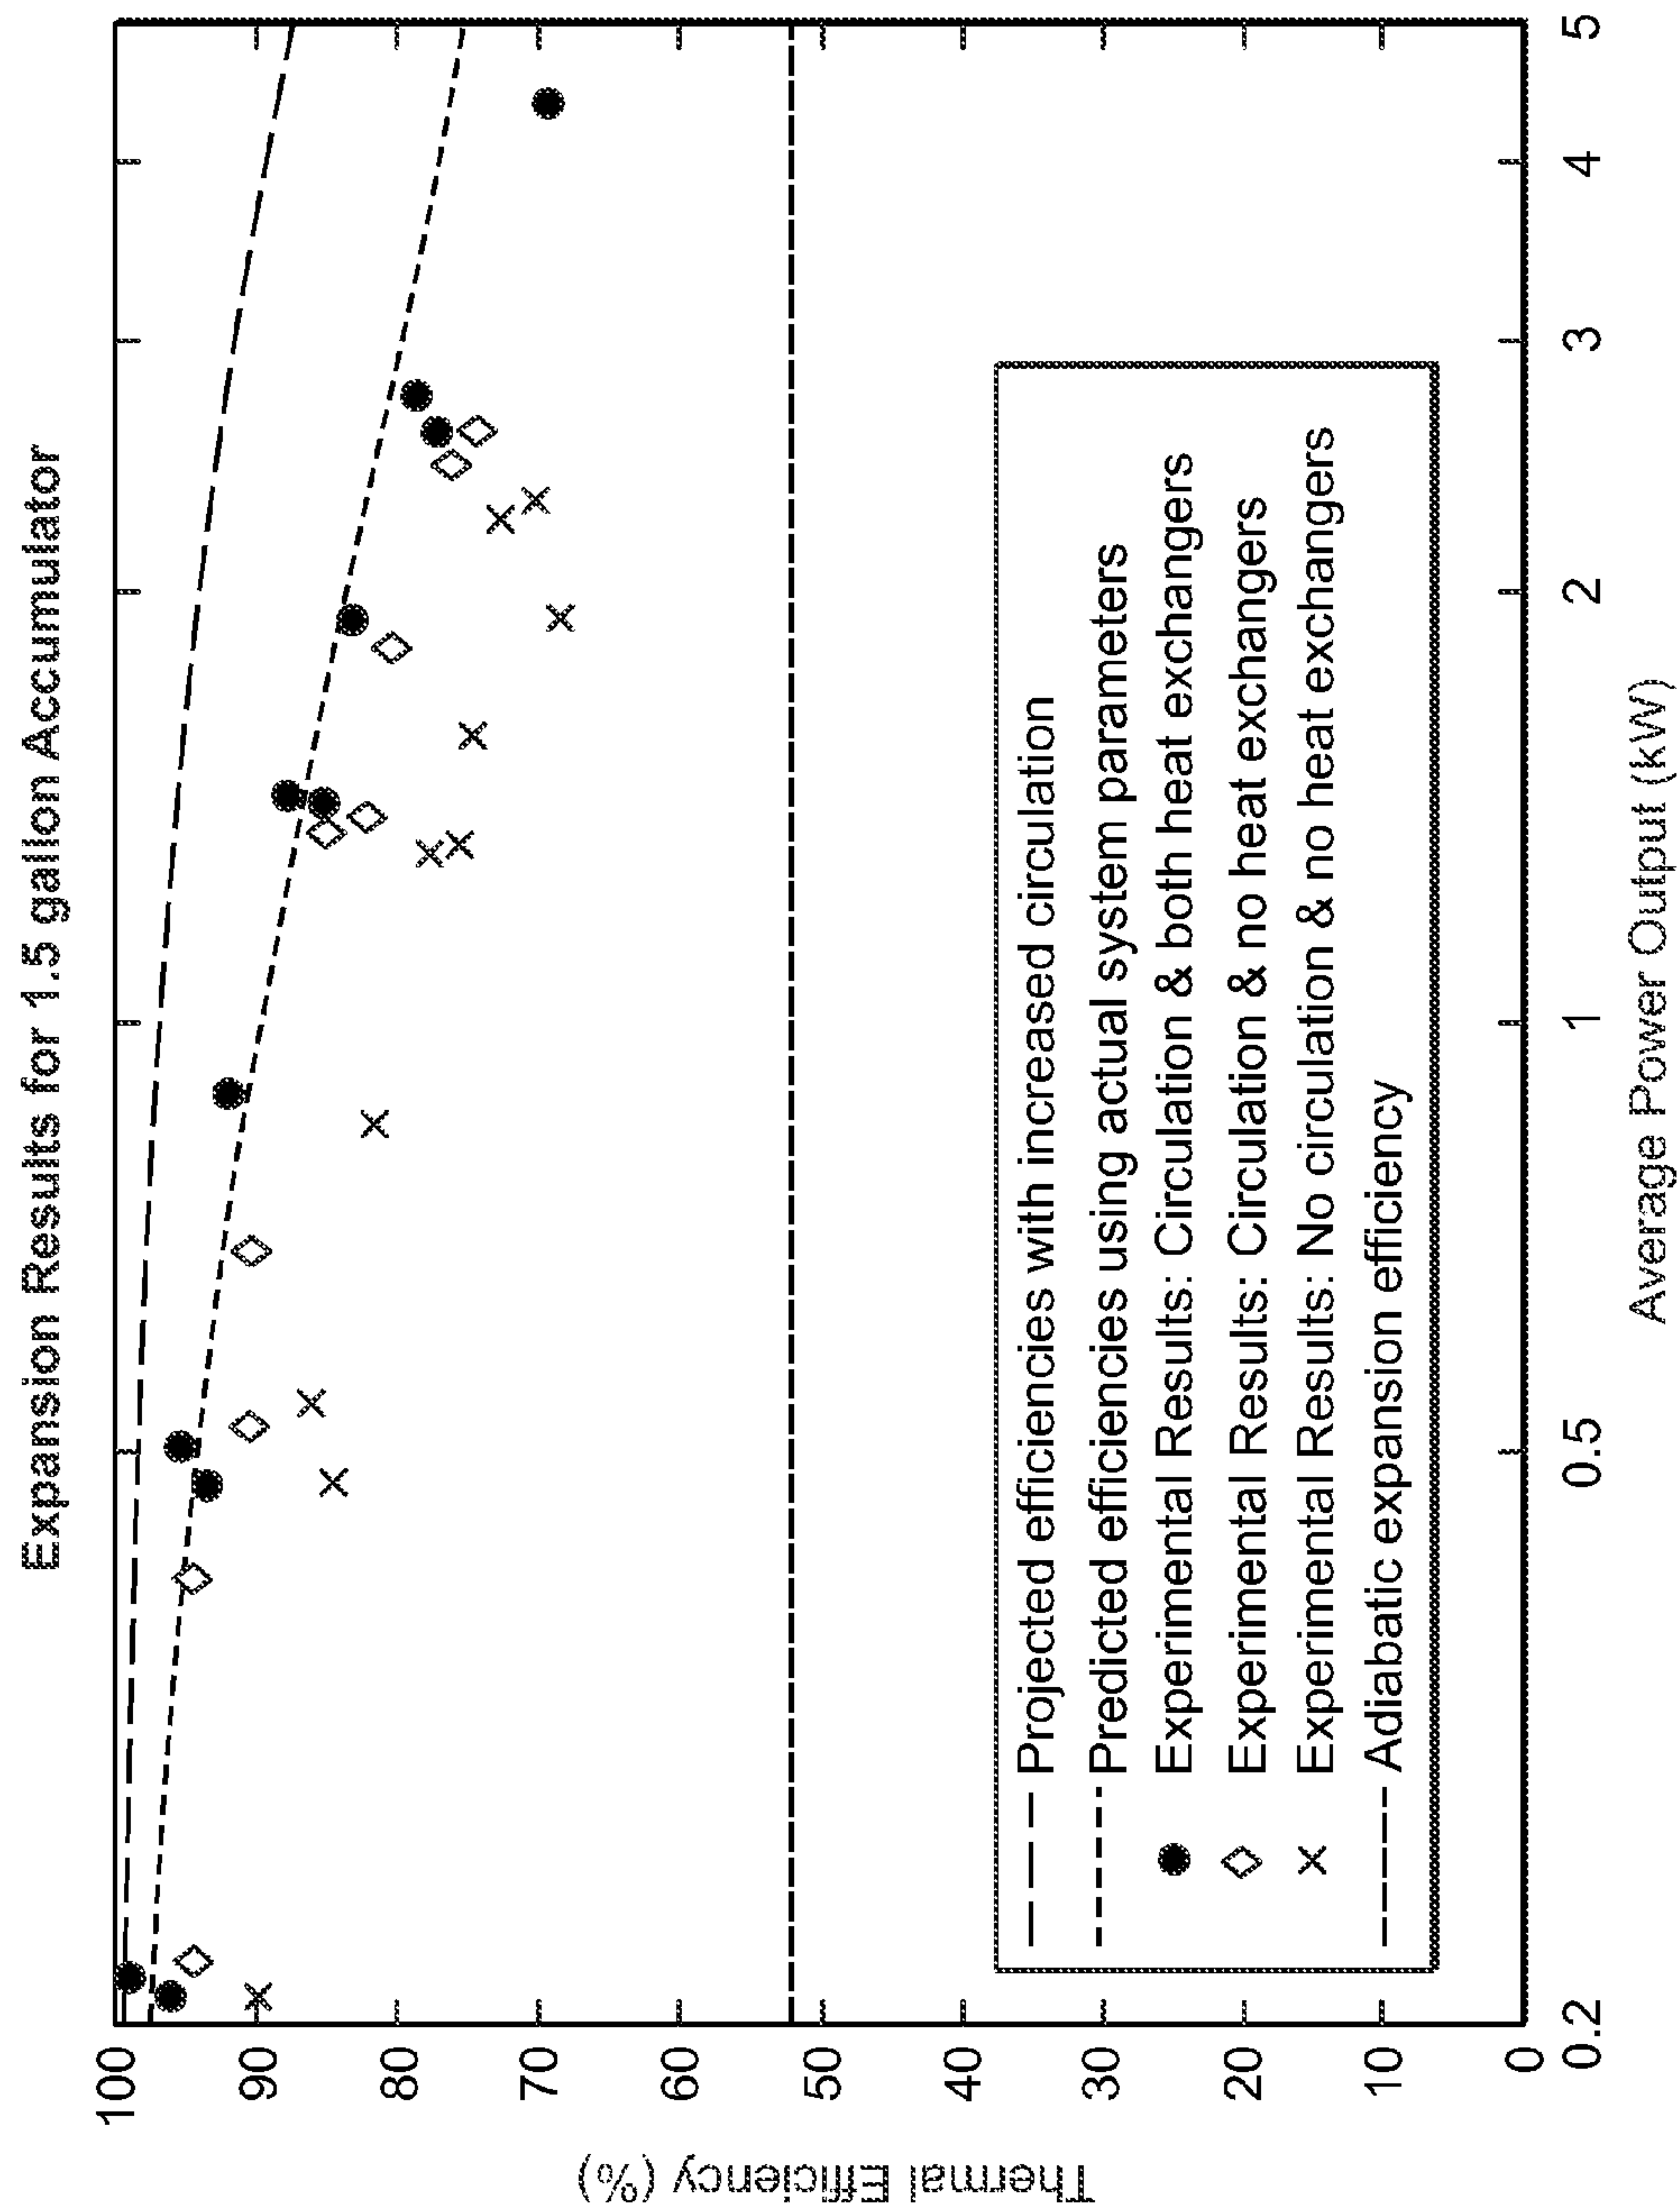 Expansion Results for 1.5 gallon Accumulator
Thermal Efficiency (%)
100
90
80
70
60
50
40
30
20
10
0
Projected efficiencies with increased circulation
Predicted efficiencies using actual system parameters
Experimental Results: Circulation & both heat exchangers
Experimental Results: Circulation & no heat exchangers
Experimental Results: No circulation & no heat exchangers
Adiabatic expansion efficiency
0.2
0.5
1
2
3
4
5
Average Power Output (kW)